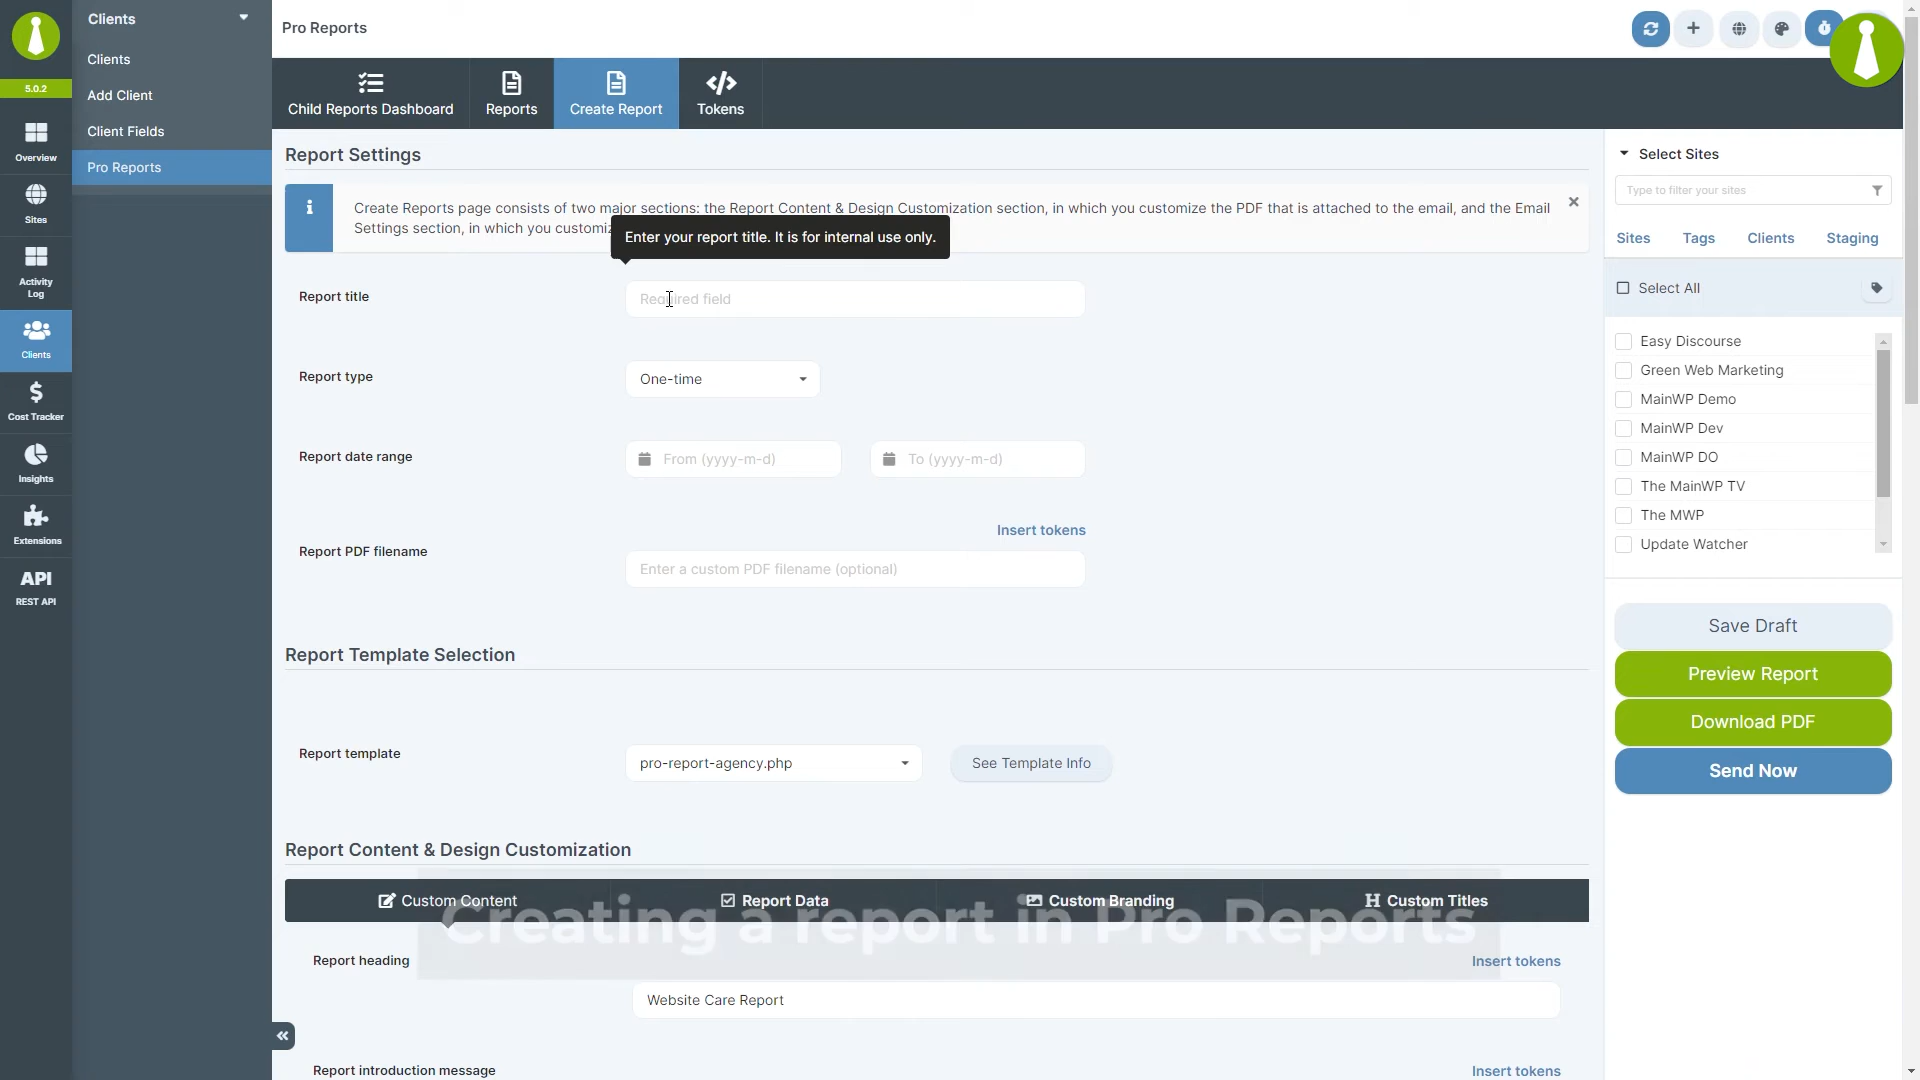 Clients
Pro Reports
5.0.2
Clients
Add Client
Client Fields
Pro Reports
Overview
Sites
Activity
Log
Clients
Cost Tracker
Insights
Extensions
API
REST API
Child Reports Dashboard
Reports
Create Report
Tokens
Report Settings
Create Reports page consists of two major sections: the Report Content & Design Customization section, in which you customize the PDF that is attached to the email, and the Email
Settings section, in which you customiz
Enter your report title. It is for internal use only.
Report title
Required field
Report type
One-time
Report date range
From (yyyy-m-d)
To (yyyy-m-d)
Insert tokens
Report PDF filename
Enter a custom PDF filename (optional)
Report Template Selection
Report template
pro-report-agency.php
See Template Info
Report Content & Design Customization
Custom Content
Report Data
Custom Branding
Custom Titles
Creating a report in Pro Reports
Report heading
Insert tokens
Website Care Report
Report introduction message
Insert tokens
Select Sites
Type to filter your sites
Sites
Tags
Clients
Staging
Select All
Easy Discourse
Green Web Marketing
MainWP Demo
MainWP Dev
MainWP DO
The MainWP TV
The MWP
Update Watcher
Save Draft
Preview Report
Download PDF
Send Now